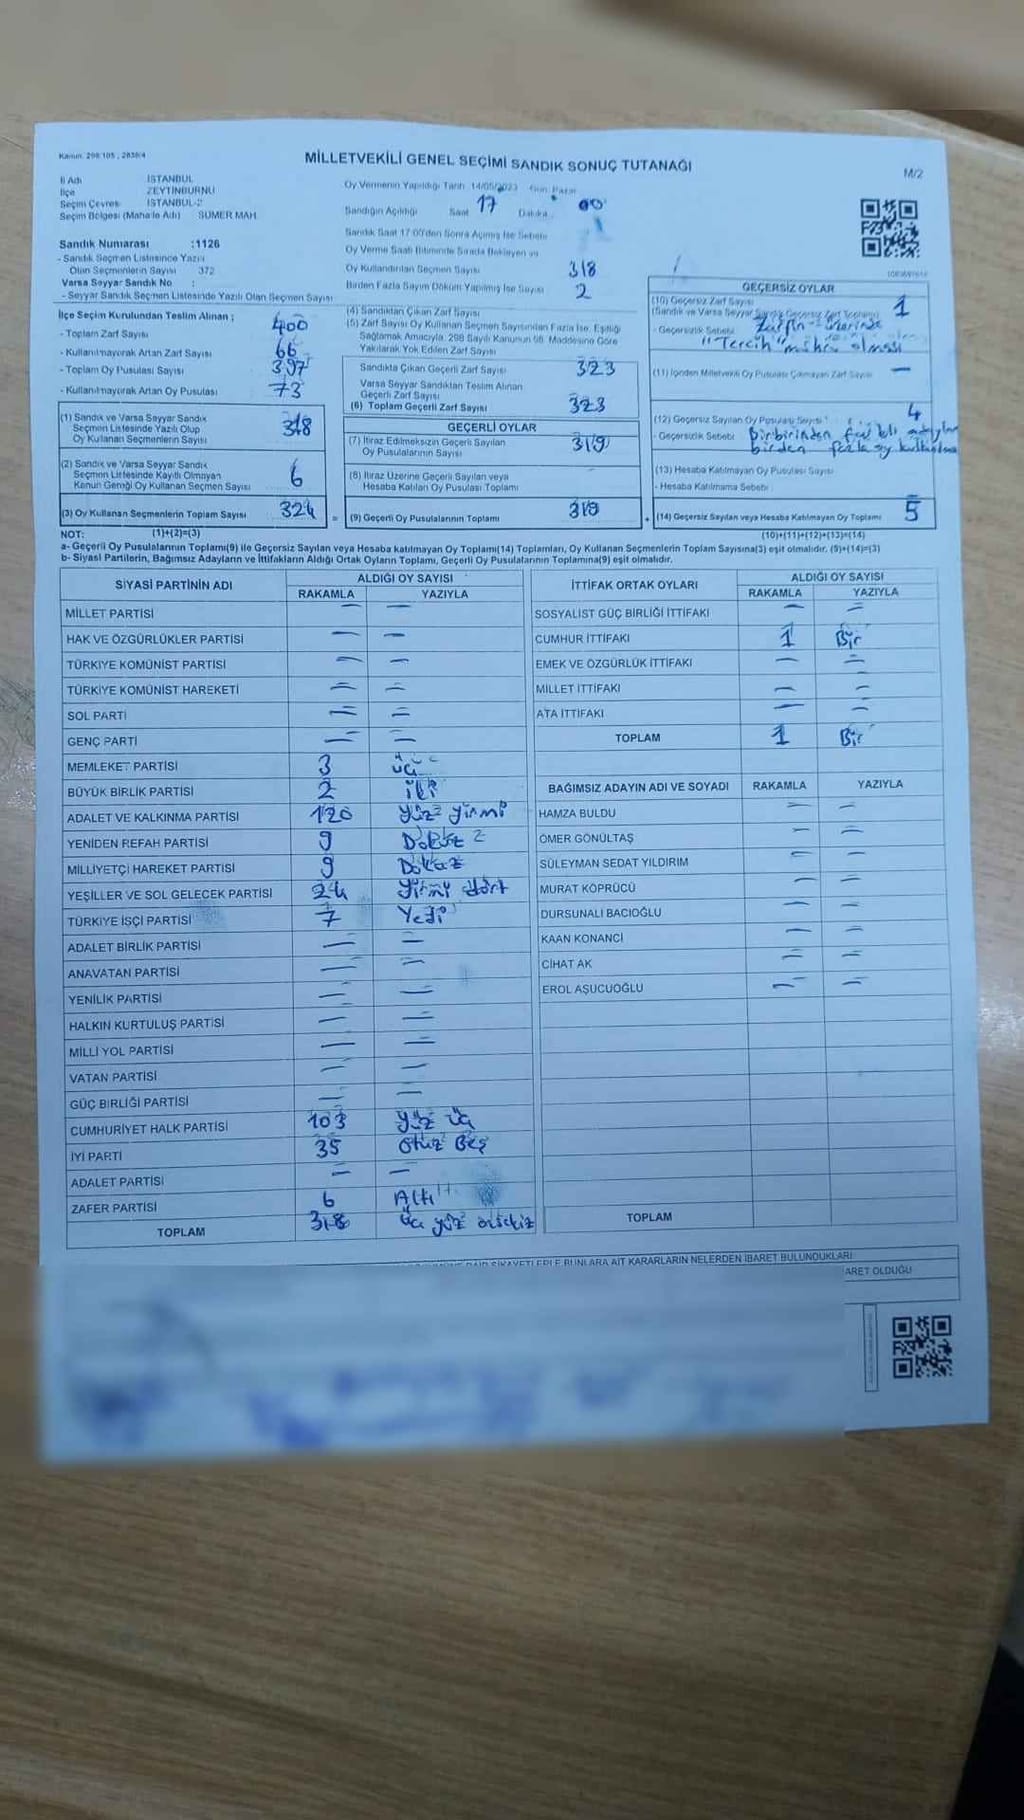 Kanun: 298/105 , 2839/4
MİLLETVEKİLİ GENEL SEÇİMİ SANDIK SONUÇ TUTANAĞI
M/2
İl Adı İSTANBUL
İlçe ZEYTİNBURNU
Seçim Çevresi İSTANBUL-2
Seçim Bölgesi (Mahalle Adı) SÜMER MAH.
Sandık Numarası :1126
- Sandık Seçmen Listesinde Yazılı
Olan Seçmenlerin Sayısı 372
Varsa Seyyar Sandık No :
- Seyyar Sandık Seçmen Listesinde Yazılı Olan Seçmen Sayısı
Oy Vermenin Yapıldığı Tarih 14/05/2023 Gün Pazar
Sandığın Açıldığı Saat 17 Dakika 00
Sandık Saat 17:00'den Sonra Açılmış İse Sebebi
Oy Verme Saati Bitiminde Sırada Bekleyen ve
Oy Kullandırılan Seçmen Sayısı 318
Birden Fazla Sayım Döküm Yapılmış İse Sayısı 2
İlçe Seçim Kurulundan Teslim Alınan ;
- Toplam Zarf Sayısı 400
- Kullanılmayarak Artan Zarf Sayısı 66
- Toplam Oy Pusulası Sayısı 397
- Kullanılmayarak Artan Oy Pusulası 73
(1) Sandık ve Varsa Seyyar Sandık
Seçmen Listesinde Yazılı Olup
Oy Kullanan Seçmenlerin Sayısı 318
(2) Sandık ve Varsa Seyyar Sandık
Seçmen Listesinde Kayıtlı Olmayan
Kanun Gereği Oy Kullanan Seçmen Sayısı 6
(3) Oy Kullanan Seçmenlerin Toplam Sayısı 324
(4) Sandıktan Çıkan Zarf Sayısı
(5) Zarf Sayısı Oy Kullanan Seçmen Sayısından Fazla İse, Eşitliği
Sağlamak Amacıyla, 298 Sayılı Kanunun 98. Maddesine Göre
Yakılarak Yok Edilen Zarf Sayısı
Sandıkta Çıkan Geçerli Zarf Sayısı 323
Varsa Seyyar Sandıktan Teslim Alınan
Geçerli Zarf Sayısı
(6) Toplam Geçerli Zarf Sayısı 323
GEÇERLİ OYLAR
(7) İtiraz Edilmeksizin Geçerli Sayılan
Oy Pusulalarının Sayısı 319
(8) İtiraz Üzerine Geçerli Sayılan veya
Hesaba Katılan Oy Pusulası Toplamı
= (9) Geçerli Oy Pusulalarının Toplamı 319
GEÇERSİZ OYLAR
(10) Geçersiz Zarf Sayısı 1
(Sandık ve Varsa Seyyar Sandık Geçersiz Zarf Toplamı)
- Geçersizlik Sebebi Zarfın üzerinde
"Tercih" mührü olması
(11) İçinden Milletvekili Oy Pusulası Çıkmayan Zarf Sayısı —
(12) Geçersiz Sayılan Oy Pusulası Sayısı 4
- Geçersizlik Sebebi Birbirinden
birden fazla oy kullanılması
(13) Hesaba Katılmayan Oy Pusulası Sayısı
- Hesaba Katılmama Sebebi
+ (14) Geçersiz Sayılan veya Hesaba Katılmayan Oy Toplamı 5
NOT: (1)+(2)=(3) (10)+(11)+(12)+(13)=(14)
a- Geçerli Oy Pusulalarının Toplamı(9) ile Geçersiz Sayılan veya Hesaba katılmayan Oy Toplamı(14) Toplamları, Oy Kullanan Seçmenlerin Toplam Sayısına(3) eşit olmalıdır. (9)+(14)=(3)
b- Siyasi Partilerin, Bağımsız Adayların ve İttifakların Aldığı Ortak Oyların Toplamı, Geçerli Oy Pusulalarının Toplamına(9) eşit olmalıdır.
SİYASİ PARTİNİN ADI ALDIĞI OY SAYISI
RAKAMLA YAZIYLA
MİLLET PARTİSİ — —
HAK VE ÖZGÜRLÜKLER PARTİSİ — —
TÜRKİYE KOMÜNİST PARTİSİ — —
TÜRKİYE KOMÜNİST HAREKETİ — —
SOL PARTİ — —
GENÇ PARTİ — —
MEMLEKET PARTİSİ 3 üç
BÜYÜK BİRLİK PARTİSİ 2 iki
ADALET VE KALKINMA PARTİSİ 120 yüz yirmi
YENİDEN REFAH PARTİSİ 9 Dokuz
MİLLİYETÇİ HAREKET PARTİSİ 9 Dokuz
YEŞİLLER VE SOL GELECEK PARTİSİ 24 Yirmi dört
TÜRKİYE İŞÇİ PARTİSİ 7 Yedi
ADALET BİRLİK PARTİSİ — —
ANAVATAN PARTİSİ — —
YENİLİK PARTİSİ — —
HALKIN KURTULUŞ PARTİSİ — —
MİLLİ YOL PARTİSİ — —
VATAN PARTİSİ — —
GÜÇ BİRLİĞİ PARTİSİ — —
CUMHURİYET HALK PARTİSİ 103 yüz üç
İYİ PARTİ 35 otuz Beş
ADALET PARTİSİ — —
ZAFER PARTİSİ 6 Altı
TOPLAM 318 üç yüz onsekiz
İTTİFAK ORTAK OYLARI ALDIĞI OY SAYISI
RAKAMLA YAZIYLA
SOSYALİST GÜÇ BİRLİĞİ İTTİFAKI — —
CUMHUR İTTİFAKI 1 Bir
EMEK VE ÖZGÜRLÜK İTTİFAKI — —
MİLLET İTTİFAKI — —
ATA İTTİFAKI — —
TOPLAM 1 Bir
BAĞIMSIZ ADAYIN ADI VE SOYADI RAKAMLA YAZIYLA
HAMZA BULDU — —
ÖMER GÖNÜLTAŞ — —
SÜLEYMAN SEDAT YILDIRIM — —
MURAT KÖPRÜCÜ — —
DURSUNALİ BACIOĞLU — —
KAAN KONANCI — —
CİHAT AK — —
EROL AŞUCUOĞLU — —
TOPLAM
ŞİKAYETLERLE BUNLARA AİT KARARLARIN NELERDEN İBARET BULUNDUKLARI
ARET OLDUĞU